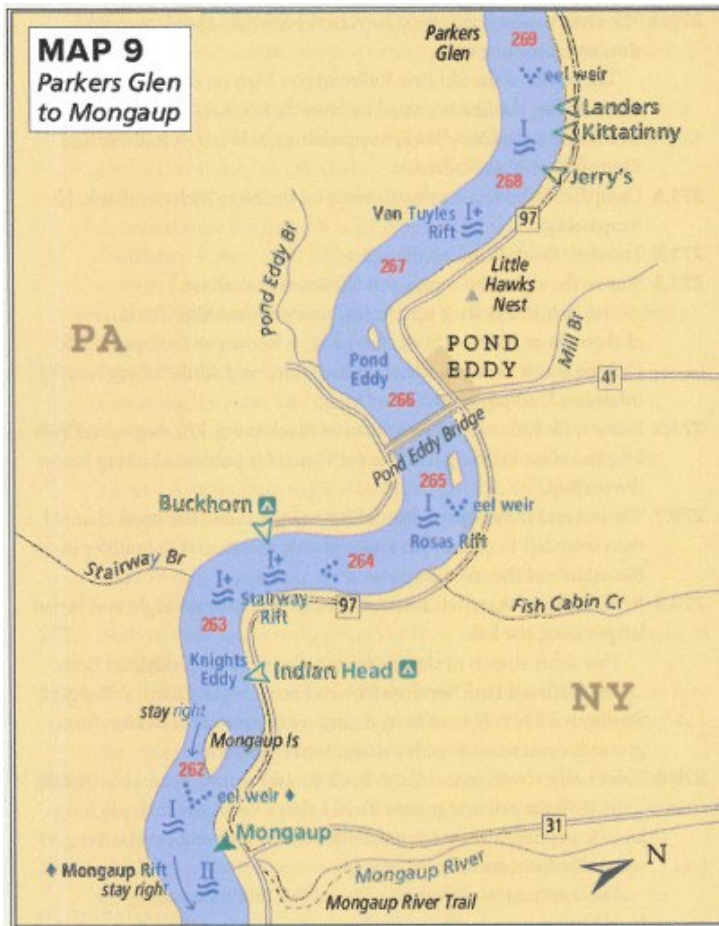 MAP 9
Parkers Glen
to Mongaup
Parkers
Glen
269
eel weir
Landers
I
Kittatinny
268
Jerry's
Van Tuyles
Rift
I+
97
267
Little
Hawks
Nest
Pond Eddy Br
PA
POND
EDDY
Mill Br
Pond
Eddy
41
266
Pond Eddy Bridge
265
I
eel weir
Rosas Rift
Buckhorn
264
Stairway Br
I+
I+
Stairway
Rift
97
Fish Cabin Cr
263
Knights
Eddy
Indian Head
NY
stay right
Mongaup Is
262
eel weir
I
Mongaup
31
Mongaup Rift
stay right
II
Mongaup River
N
Mongaup River Trail